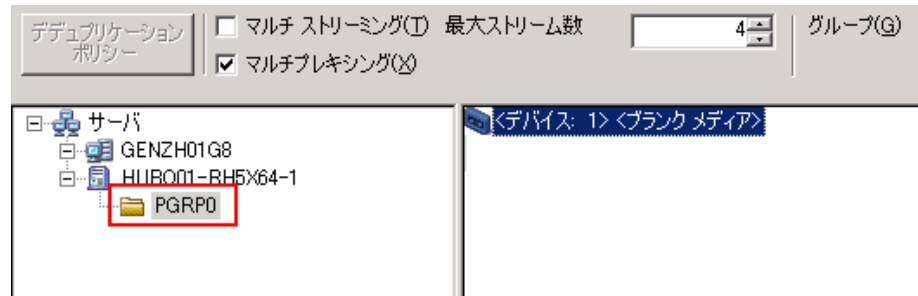 デデュプリケーション
ポリシー
マルチ ストリーミング(T) 最大ストリーム数 4 グループ(G)
マルチプレキシング(X)
サーバ
GENZH01G8
HUBO01-RH5X64-1
PGRP0
<デバイス: 1> <ブランク メディア>